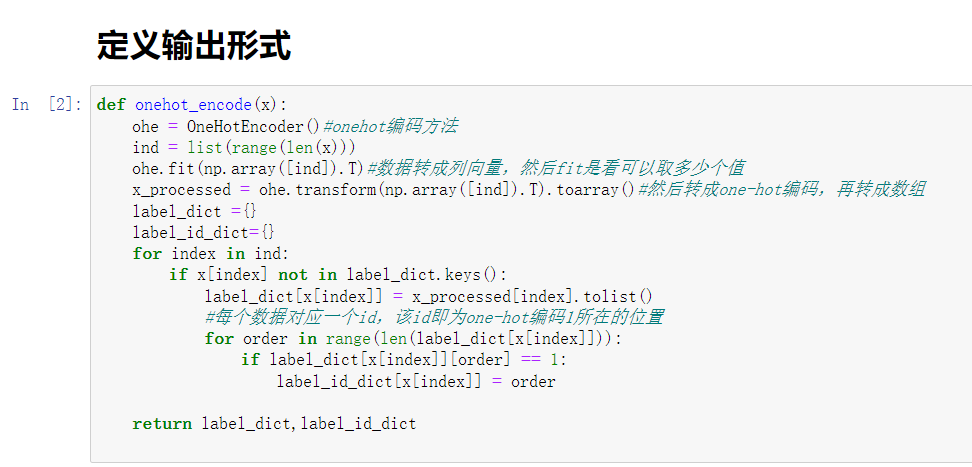 定义输出形式
In [2]: def onehot_encode(x):
    ohe = OneHotEncoder()#onehot编码方法
    ind = list(range(len(x)))
    ohe.fit(np.array([ind]).T)#数据转成列向量，然后fit是看可以取多少个值
    x_processed = ohe.transform(np.array([ind]).T).toarray()#然后转成one-hot编码，再转成数组
    label_dict ={}
    label_id_dict={}
    for index in ind:
        if x[index] not in label_dict.keys():
            label_dict[x[index]] = x_processed[index].tolist()
            #每个数据对应一个id，该id即为one-hot编码1所在的位置
            for order in range(len(label_dict[x[index]])):
                if label_dict[x[index]][order] == 1:
                    label_id_dict[x[index]] = order
    return label_dict,label_id_dict